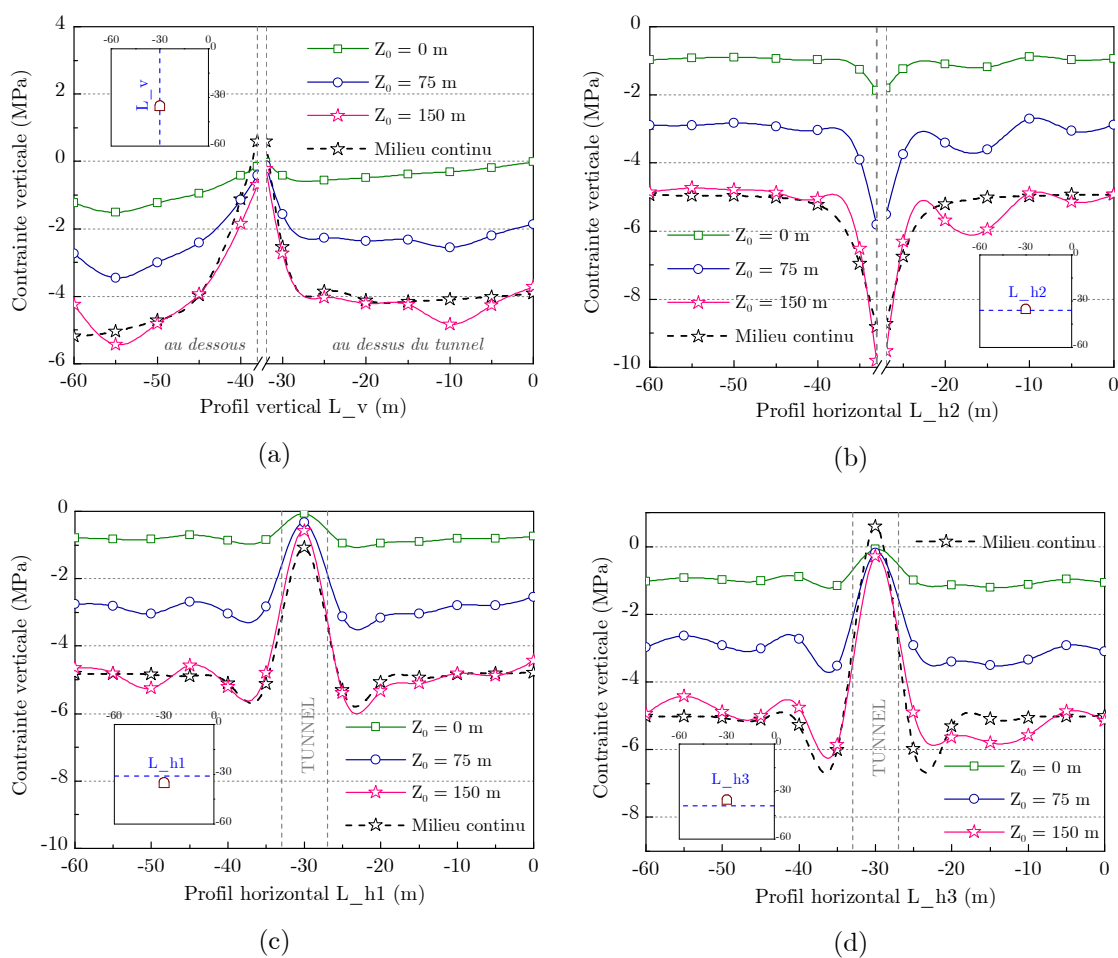 4
2
0
-2
-4
-6
Contrainte verticale (MPa)
-60
-30
0
0
-30
-60
L_v
Z0 = 0 m
Z0 = 75 m
Z0 = 150 m
Milieu continu
au dessous
au dessus du tunnel
-60
-50
-40
-30
-20
-10
0
Profil vertical L_v (m)
(a)
0
-2
-4
-6
-8
-10
Contrainte verticale (MPa)
Z0 = 0 m
Z0 = 75 m
Z0 = 150 m
Milieu continu
-60
-30
0
0
-30
-60
L_h2
-60
-50
-40
-30
-20
-10
0
Profil horizontal L_h2 (m)
(b)
0
-2
-4
-6
-8
-10
Contrainte verticale (MPa)
TUNNEL
-60
-30
0
0
-30
-60
L_h1
Z0 = 0 m
Z0 = 75 m
Z0 = 150 m
Milieu continu
-60
-50
-40
-30
-20
-10
0
Profil horizontal L_h1 (m)
(c)
0
-2
-4
-6
-8
Contrainte verticale (MPa)
Milieu continu
TUNNEL
-60
-30
0
0
-30
-60
L_h3
Z0 = 0 m
Z0 = 75 m
Z0 = 150 m
-60
-50
-40
-30
-20
-10
0
Profil horizontal L_h3 (m)
(d)